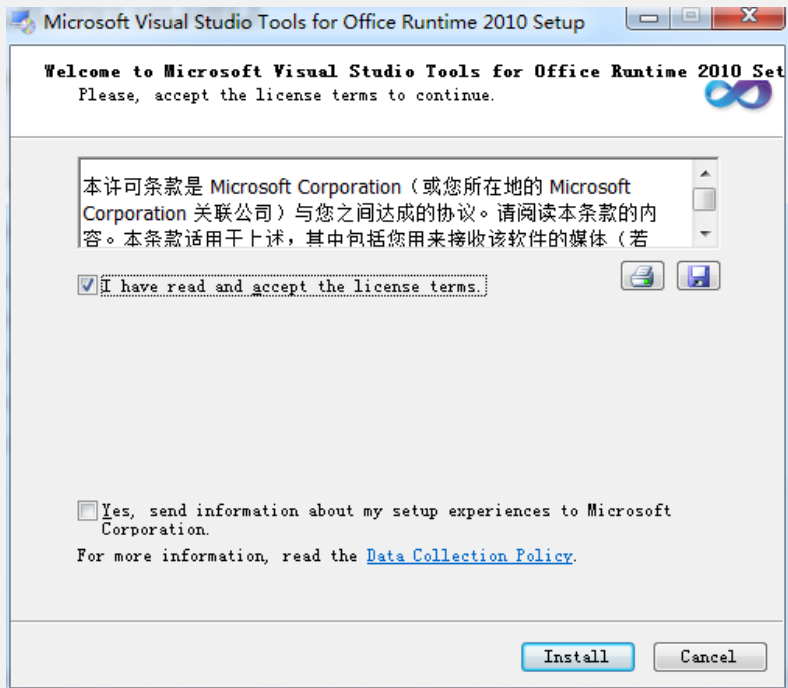 Microsoft Visual Studio Tools for Office Runtime 2010 Setup
Welcome to Microsoft Visual Studio Tools for Office Runtime 2010 Set
Please, accept the license terms to continue.
本许可条款是 Microsoft Corporation（或您所在地的 Microsoft
Corporation 关联公司）与您之间达成的协议。请阅读本条款的内
容。本条款适用于上述，其中包括您用来接收该软件的媒体（若
I have read and accept the license terms.
Yes, send information about my setup experiences to Microsoft
Corporation.
For more information, read the Data Collection Policy.
Install
Cancel